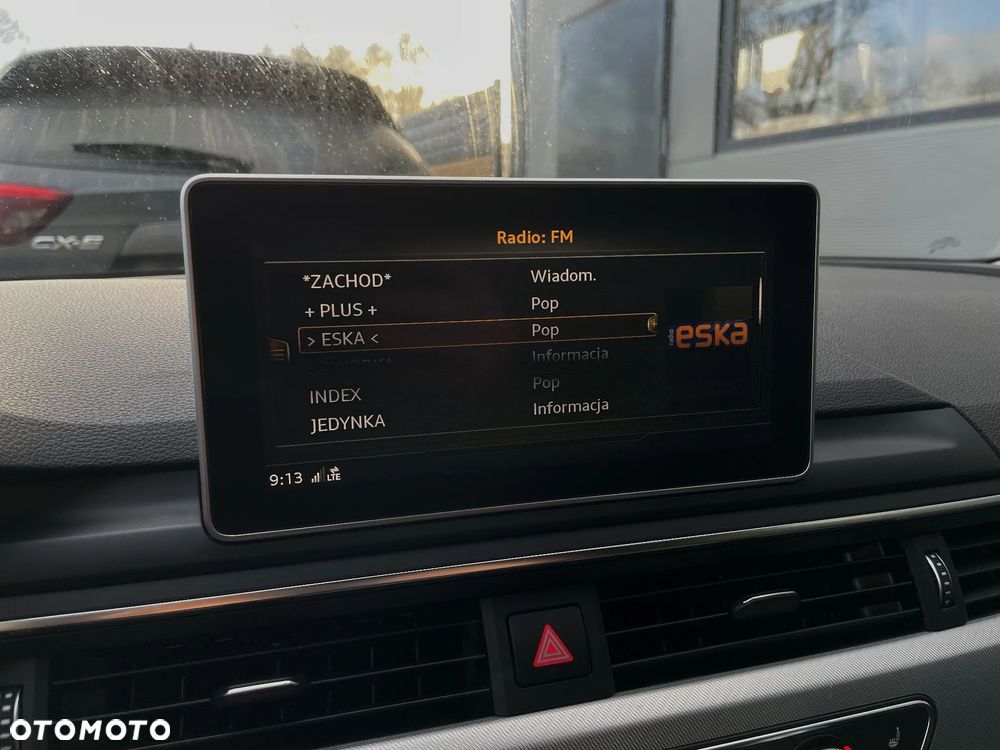 CX-5
Radio: FM
*ZACHOD* Wiadom.
+ PLUS + Pop
> ESKA < Pop
Informacja
Pop
INDEX
JEDYNKA Informacja
radio eska
9:13 LTE
OTOMOTO